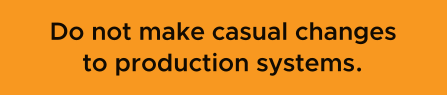 Do not make casual changes
to production systems.